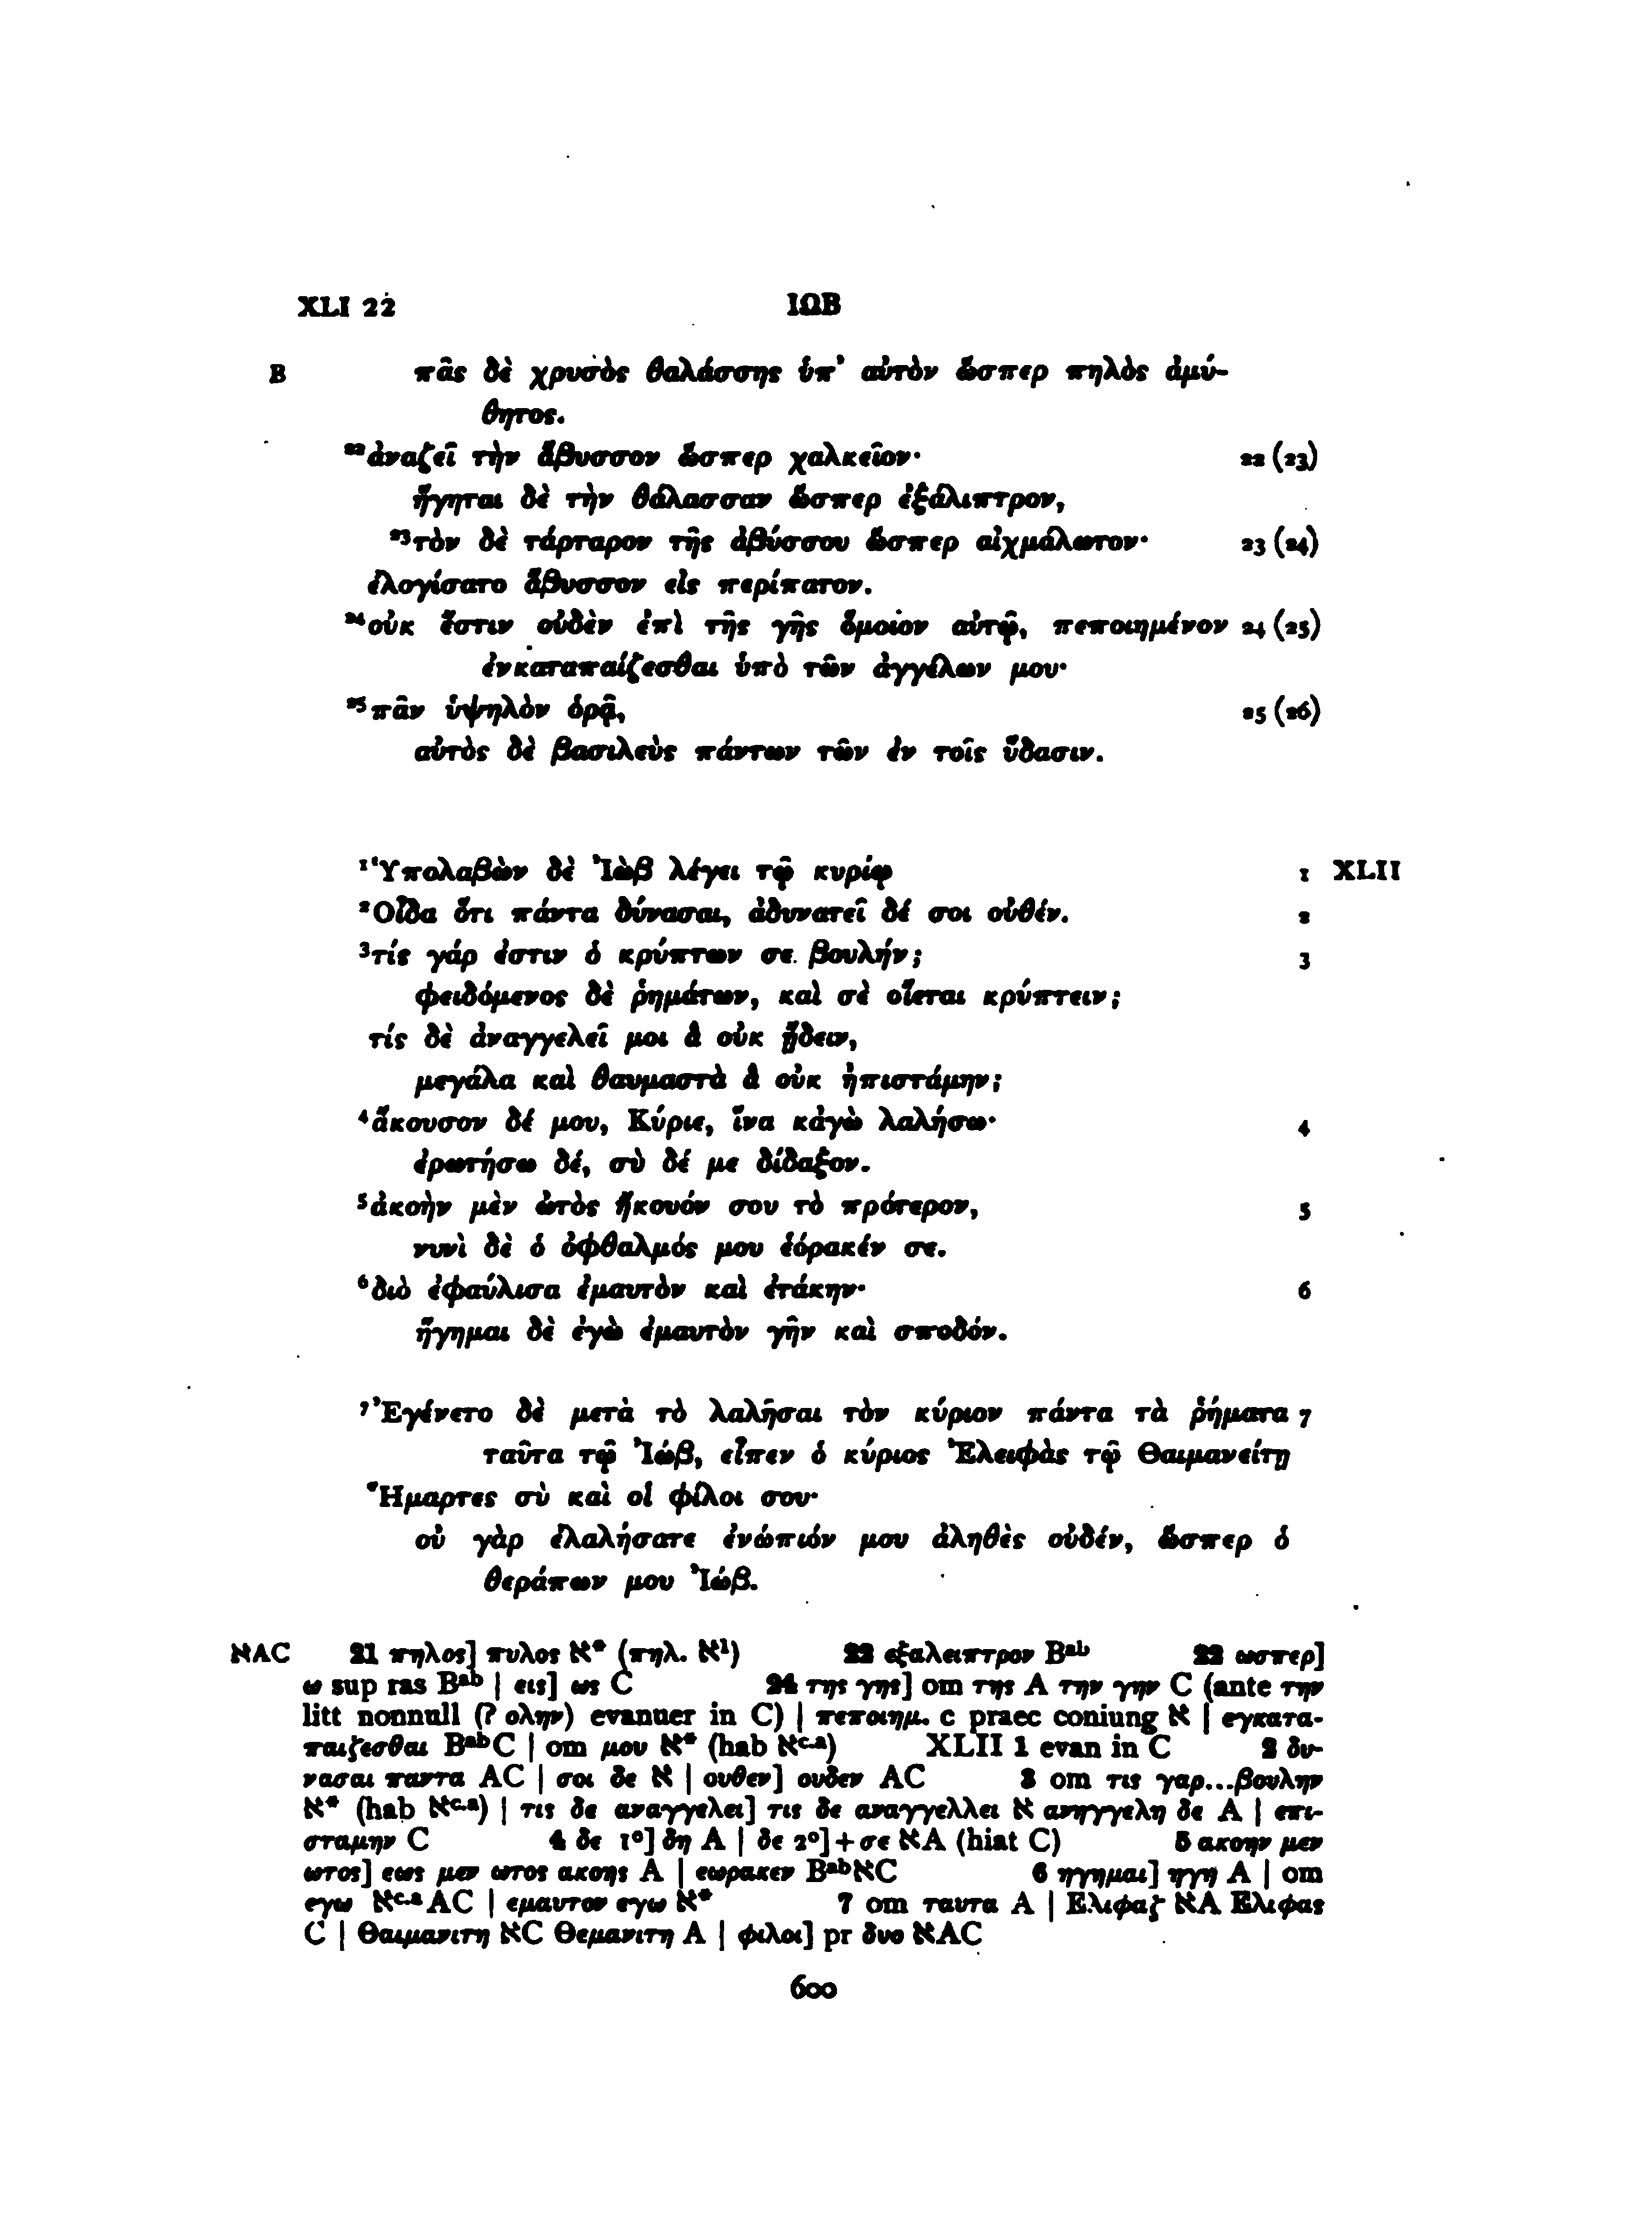 XLI 22 ΙΩΒ
B πᾶς δὲ χρυσὸς θαλάσσης ὑπ᾽ αὐτὸν ὥσπερ πηλὸς ἀμύ-
θητος.
²²ἀναζεῖ τὴν ἄβυσσον ὥσπερ χαλκεῖον· 22 (23)
ἥγηται δὲ τὴν θάλασσαν ὥσπερ ἐξάλιπτρον,
²³τὸν δὲ τάρταρον τῆς ἀβύσσου ὥσπερ αἰχμάλωτον· 23 (24)
ἐλογίσατο ἄβυσσον εἰς περίπατον.
²⁴οὐκ ἔστιν οὐδὲν ἐπὶ τῆς γῆς ὅμοιον αὐτῷ, πεποιημένον 24 (25)
ἐνκαταπαίζεσθαι ὑπὸ τῶν ἀγγέλων μου·
²⁵πᾶν ὑψηλὸν ὁρᾷ, 25 (26)
αὐτὸς δὲ βασιλεὺς πάντων τῶν ἐν τοῖς ὕδασιν.
¹Ὑπολαβὼν δὲ Ἰὼβ λέγει τῷ κυρίῳ 1 XLII
²Οἶδα ὅτι πάντα δύνασαι, ἀδυνατεῖ δέ σοι οὐθέν. 2
³τίς γάρ ἐστιν ὁ κρύπτων σε βουλήν; 3
φειδόμενος δὲ ῥημάτων, καὶ σὲ οἴεται κρύπτειν;
τίς δὲ ἀναγγελεῖ μοι ἃ οὐκ ᾔδειν,
μεγάλα καὶ θαυμαστὰ ἃ οὐκ ἠπιστάμην;
⁴ἄκουσον δέ μου, Κύριε, ἵνα κἀγὼ λαλήσω· 4
ἐρωτήσω δέ, σὺ δέ με δίδαξον.
⁵ἀκοὴν μὲν ὠτὸς ἤκουόν σου τὸ πρότερον, 5
νυνὶ δὲ ὁ ὀφθαλμός μου ἑόρακέν σε.
⁶διὸ ἐφαύλισα ἐμαυτὸν καὶ ἐτάκην· 6
ἥγημαι δὲ ἐγὼ ἐμαυτὸν γῆν καὶ σποδόν.
⁷Ἐγένετο δὲ μετὰ τὸ λαλῆσαι τὸν κύριον πάντα τὰ ῥήματα 7
ταῦτα τῷ Ἰώβ, εἶπεν ὁ κύριος Ἐλειφὰς τῷ Θαιμανείτῃ
Ἥμαρτες σὺ καὶ οἱ φίλοι σου·
οὐ γὰρ ἐλαλήσατε ἐνώπιόν μου ἀληθὲς οὐδέν, ὥσπερ ὁ
θεράπων μου Ἰώβ.
אAC 21 πηλος] πυλος א* (πηλ. א¹) 22 εξαλειπτρον Bᵃᵇ 22 ωσπερ]
ω sup ras Bᵃᵇ | εις] ως C 24 της γης] om της A την γην C (ante την
litt nonnull (? ολην) evanuer in C) | πεποιημ. c praec coniung א | εγκατα-
παιζεσθαι BᵃᵇC | om μου א* (hab אᶜ·ᵃ) XLII 1 evan in C 2 δυ-
νασαι παντα AC | σοι δε א | ουθεν] ουδεν AC 3 om τις γαρ...βουλην
א* (hab אᶜ·ᵃ) | τις δε αναγγελει] τις δε αναγγελλει א ανηγγελη δε A | επι-
σταμην C 4 δε 1°] δη A | δε 2°] + σε אA (hiat C) 5 ακοην μεν
ωτος] εως μεν ωτος ακοης A | εωρακεν BᵃᵇאC 6 ηγημαι] ηγη A | om
εγω אᶜ·ᵃAC | εμαυτον εγω א* 7 om ταυτα A | Ελιφαζ אA Ελιφας
C | Θαιμανιτη אC Θεμανιτη A | φιλοι] pr δυο אAC
600